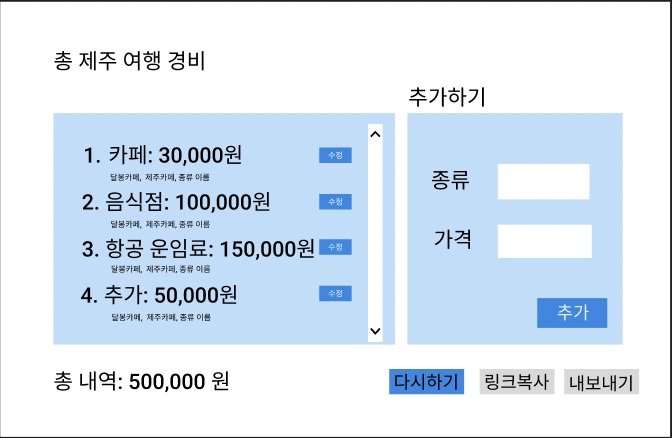 총 제주 여행 경비
추가하기
1. 카페: 30,000원
수정
달봉카페, 제주카페, 종류 이름
2. 음식점: 100,000원
수정
달봉카페, 제주카페, 종류 이름
3. 항공 운임료: 150,000원
수정
달봉카페, 제주카페, 종류 이름
4. 추가: 50,000원
수정
달봉카페, 제주카페, 종류 이름
종류
가격
추가
총 내역: 500,000 원
다시하기
링크복사
내보내기